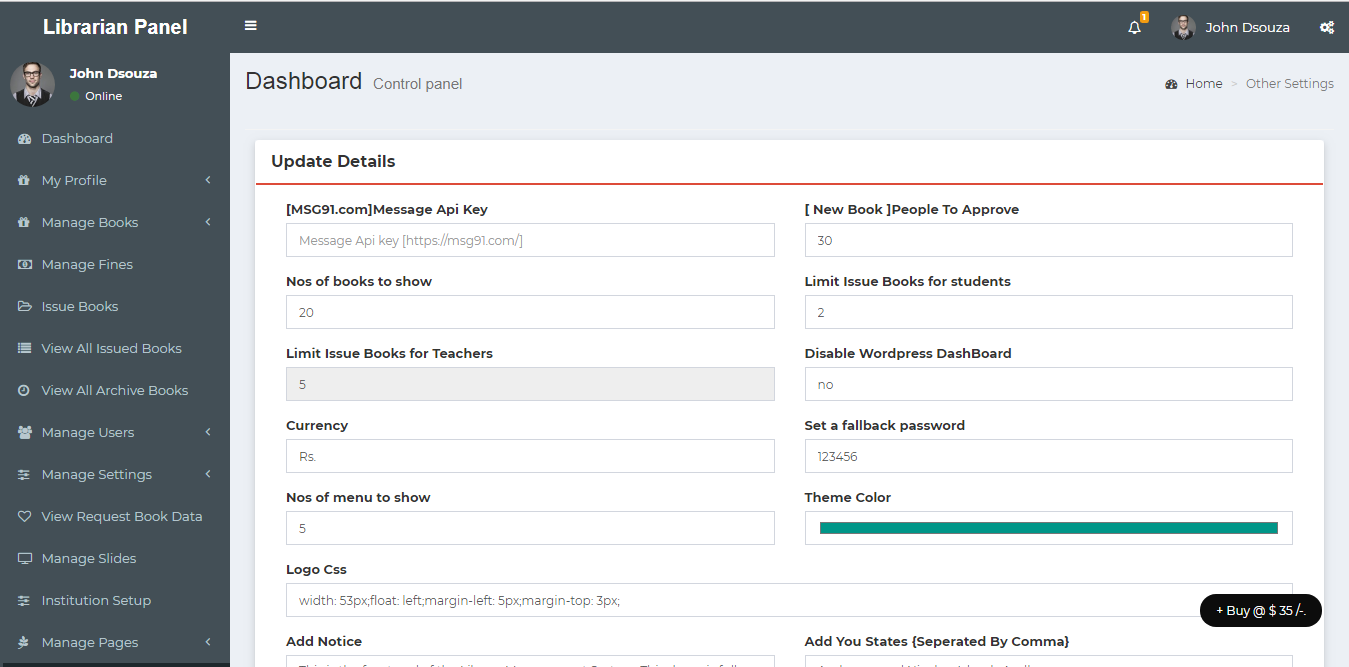 Librarian Panel
1
John Dsouza
John Dsouza
Online
Dashboard
My Profile
Manage Books
Manage Fines
Issue Books
View All Issued Books
View All Archive Books
Manage Users
Manage Settings
View Request Book Data
Manage Slides
Institution Setup
Manage Pages
Dashboard Control panel
Home > Other Settings
Update Details
[MSG91.com]Message Api Key
Message Api key [https://msg91.com/]
[ New Book ]People To Approve
30
Nos of books to show
20
Limit Issue Books for students
2
Limit Issue Books for Teachers
5
Disable Wordpress DashBoard
no
Currency
Rs.
Set a fallback password
123456
Nos of menu to show
5
Theme Color
Logo Css
width: 53px;float: left;margin-left: 5px;margin-top: 3px;
+ Buy @ $ 35 /-.
Add Notice
Add You States {Seperated By Comma}